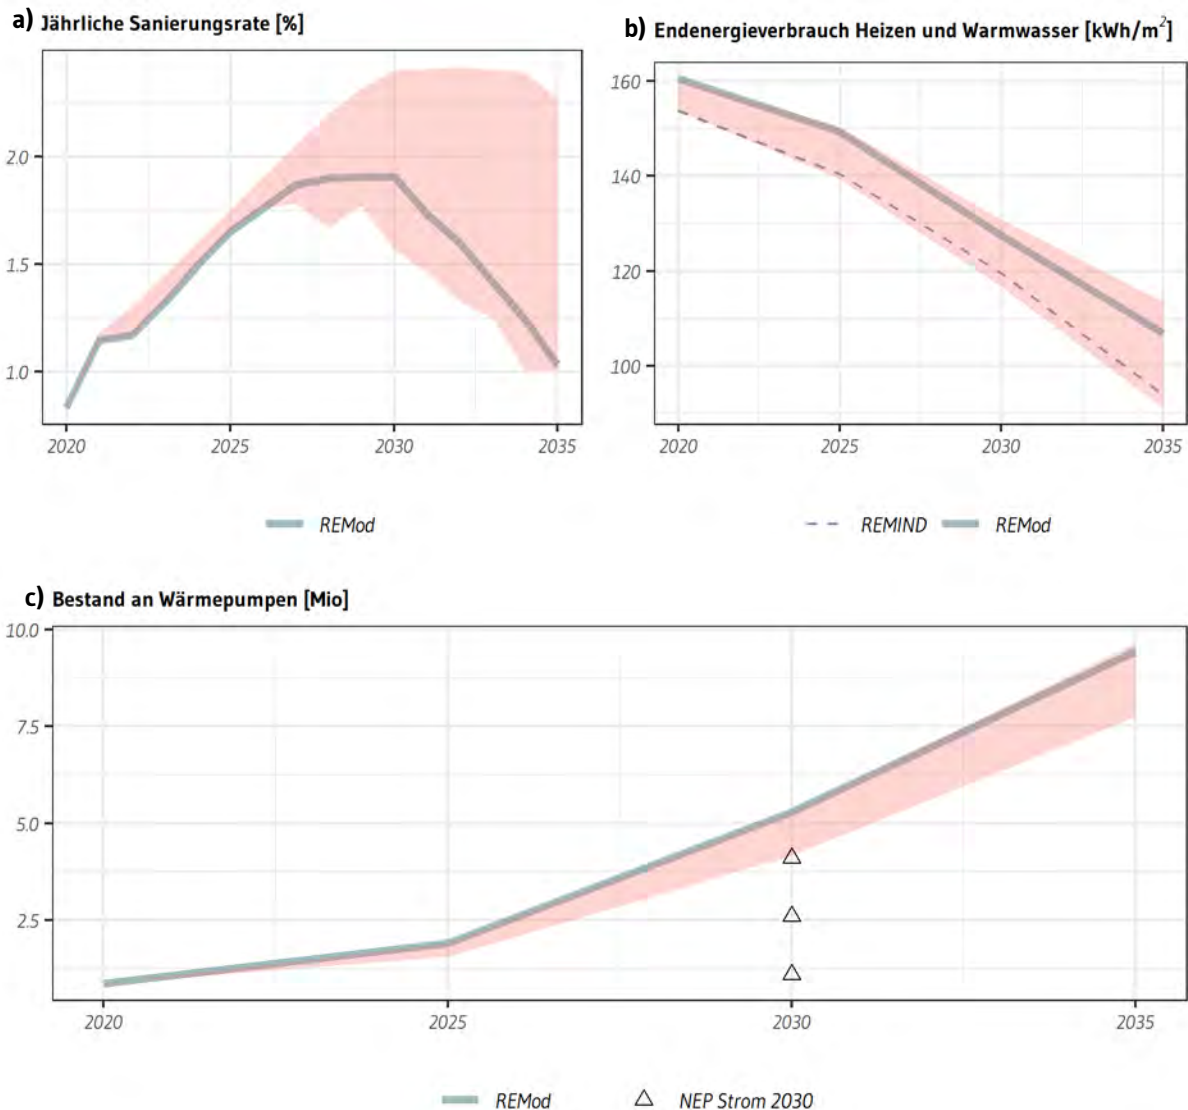 a) Jährliche Sanierungsrate [%]
2.0
1.5
1.0
2020 2025 2030 2035
REMod
b) Endenergieverbrauch Heizen und Warmwasser [kWh/m²]
160
140
120
100
2020 2025 2030 2035
REMIND REMod
c) Bestand an Wärmepumpen [Mio]
10.0
7.5
5.0
2.5
2020 2025 2030 2035
REMod NEP Strom 2030